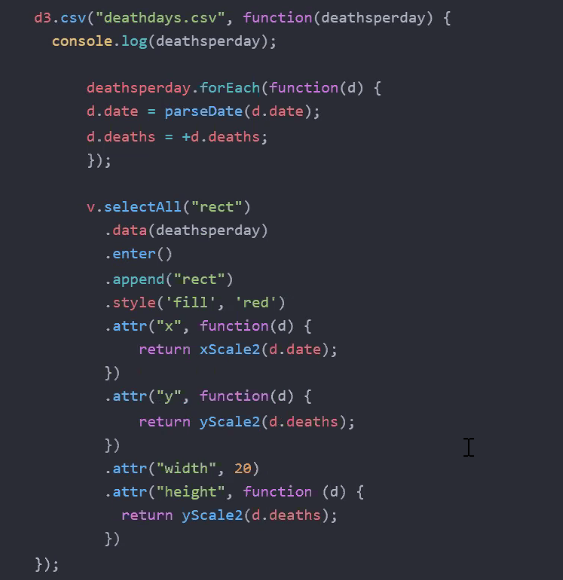 d3.csv("deathdays.csv", function(deathsperday) {
console.log(deathsperday);
deathsperday.forEach(function(d) {
d.date = parseDate(d.date);
d.deaths = +d.deaths;
});
v.selectAll("rect")
.data(deathsperday)
.enter()
.append("rect")
.style('fill', 'red')
.attr("x", function(d) {
return xScale2(d.date);
})
.attr("y", function(d) {
return yScale2(d.deaths);
})
.attr("width", 20)
.attr("height", function (d) {
return yScale2(d.deaths);
})
});